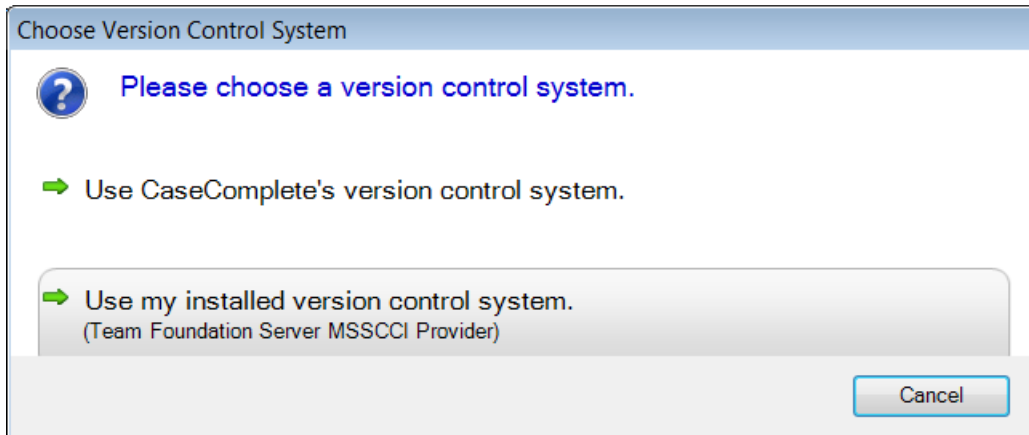 Choose Version Control System
Please choose a version control system.
Use CaseComplete's version control system.
Use my installed version control system.
(Team Foundation Server MSSCCI Provider)
Cancel